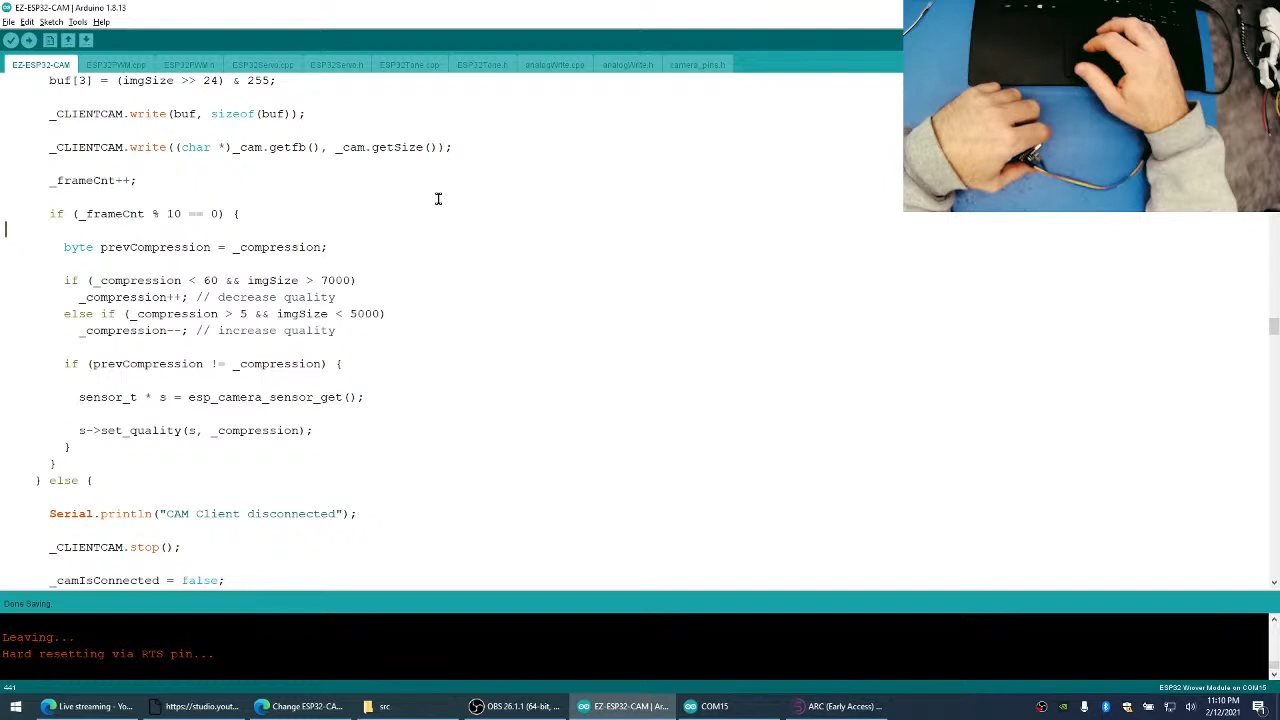 EZ-ESP32-CAM | Arduino 1.8.13
File Edit Sketch Tools Help
EZ-ESP32-CAM ESP32PWM.cpp ESP32PWM.h ESP32Servo.cpp ESP32Servo.h ESP32Tone.cpp ESP32Tone.h analogWrite.cpp analogWrite.h camera_pins.h
buf[3] = (imgSize >> 24) & 255;
_CLIENTCAM.write(buf, sizeof(buf));
_CLIENTCAM.write((char *)_cam.getfb(), _cam.getSize());
_frameCnt++;
if (_frameCnt % 10 == 0) {
byte prevCompression = _compression;
if (_compression < 60 && imgSize > 7000)
_compression++; // decrease quality
else if (_compression > 5 && imgSize < 5000)
_compression--; // increase quality
if (prevCompression != _compression) {
sensor_t * s = esp_camera_sensor_get();
s->set_quality(s, _compression);
}
}
} else {
Serial.println("CAM Client disconnected");
_CLIENTCAM.stop();
_camIsConnected = false;
Done Saving.
Leaving...
Hard resetting via RTS pin...
441 ESP32 Wrover Module on COM15
Live streaming - Yo... https://studio.yout... Change ESP32-CA... src OBS 26.1.1 (64-bit, ... EZ-ESP32-CAM | Ar... COM15 ARC (Early Access) ... 11:10 PM
2/12/2021